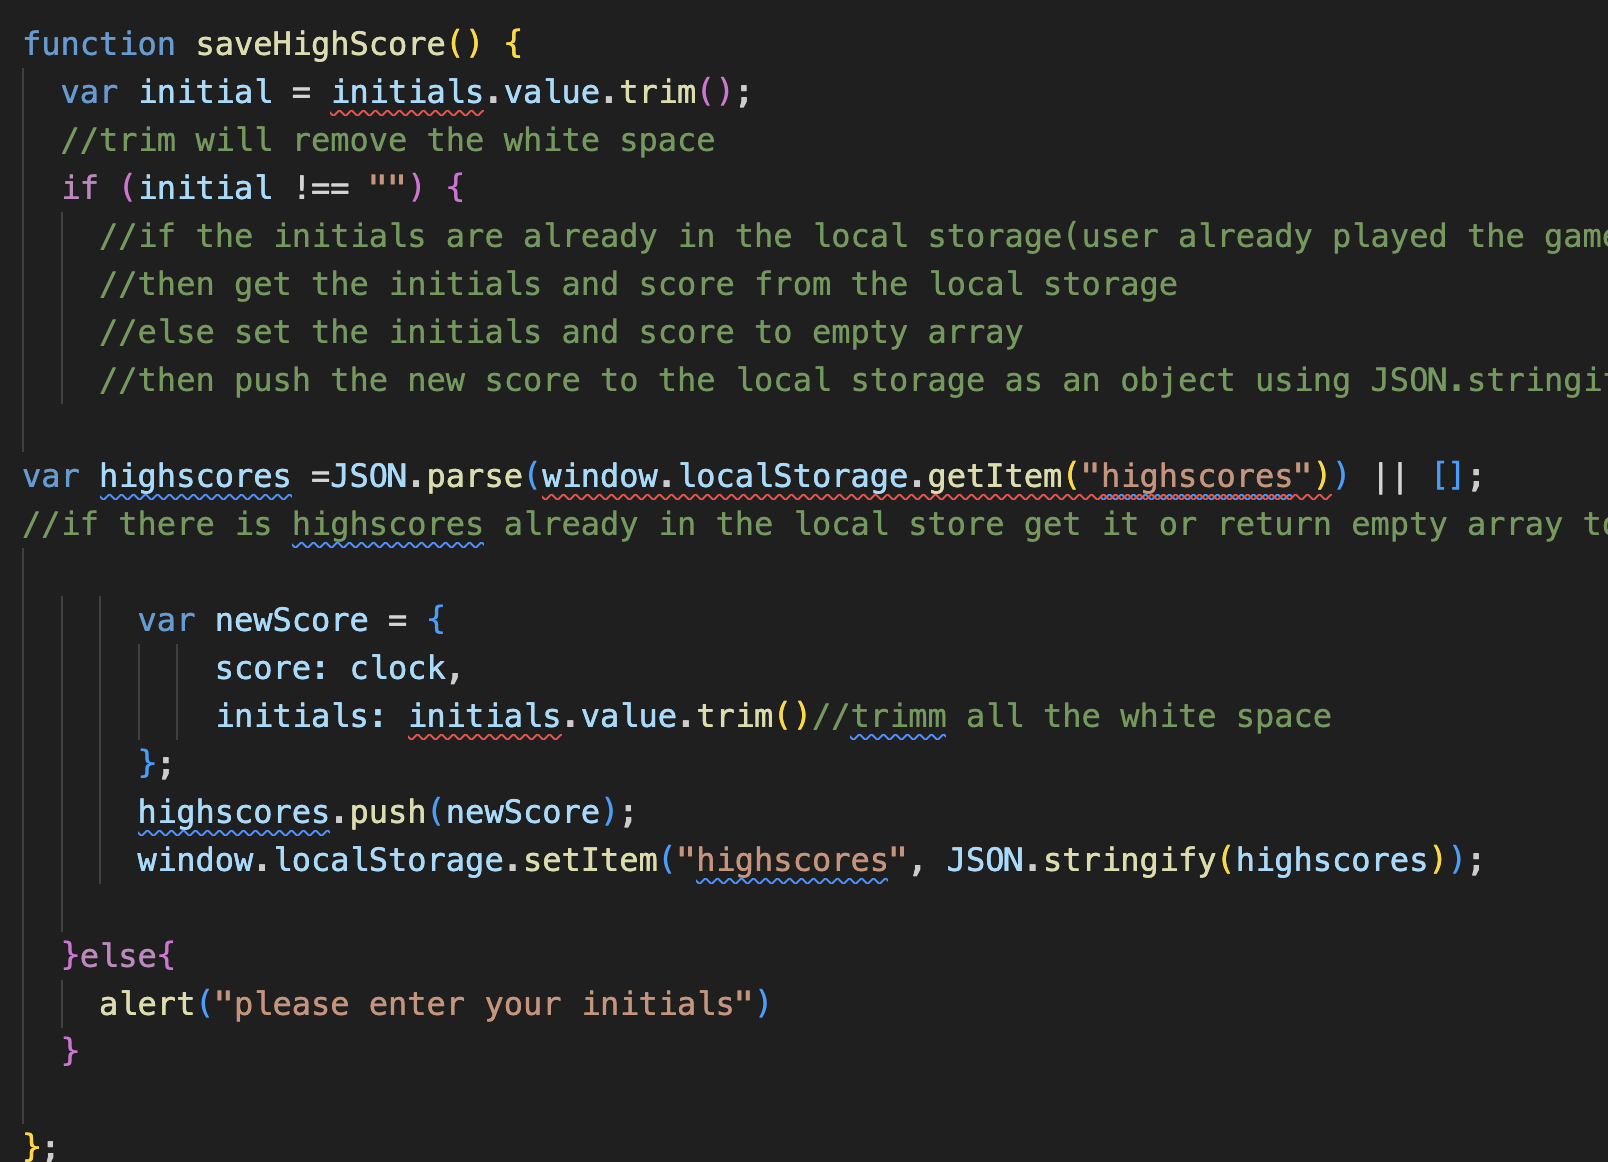 function saveHighScore() {
var initial = initials.value.trim();
//trim will remove the white space
if (initial !== "") {
//if the initials are already in the local storage(user already played the game
//then get the initials and score from the local storage
//else set the initials and score to empty array
//then push the new score to the local storage as an object using JSON.stringif
var highscores =JSON.parse(window.localStorage.getItem("highscores")) || [];
//if there is highscores already in the local store get it or return empty array to
var newScore = {
score: clock,
initials: initials.value.trim()//trimm all the white space
};
highscores.push(newScore);
window.localStorage.setItem("highscores", JSON.stringify(highscores));
}else{
alert("please enter your initials")
}
};